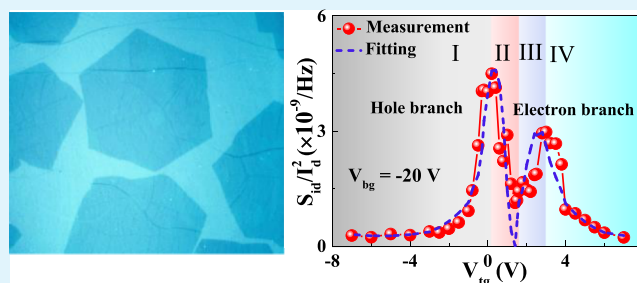 Measurement
Fitting
I II III IV
Hole branch
Electron branch
V_bg = -20 V
S_id/I_d^2 (×10^-9/Hz)
6
3
0
-8 -4 0 4
V_tg (V)